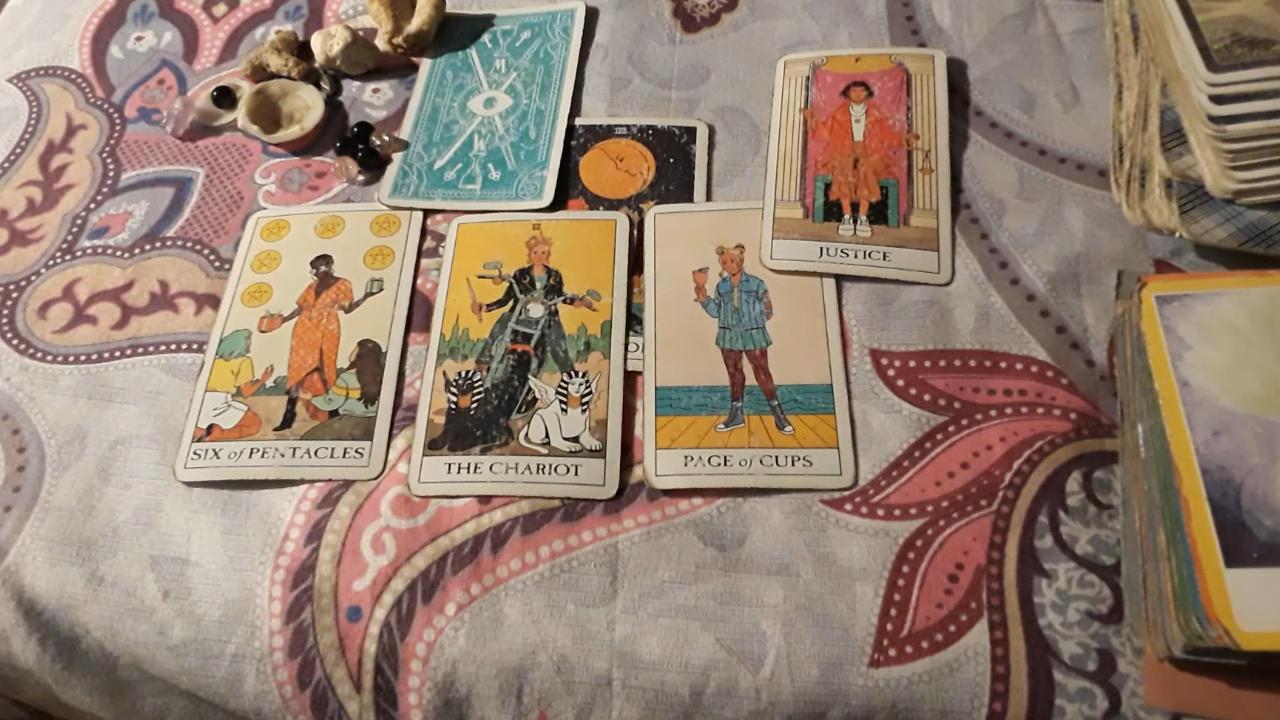 JUSTICE
SIX of PENTACLES
THE CHARIOT
PAGE of CUPS